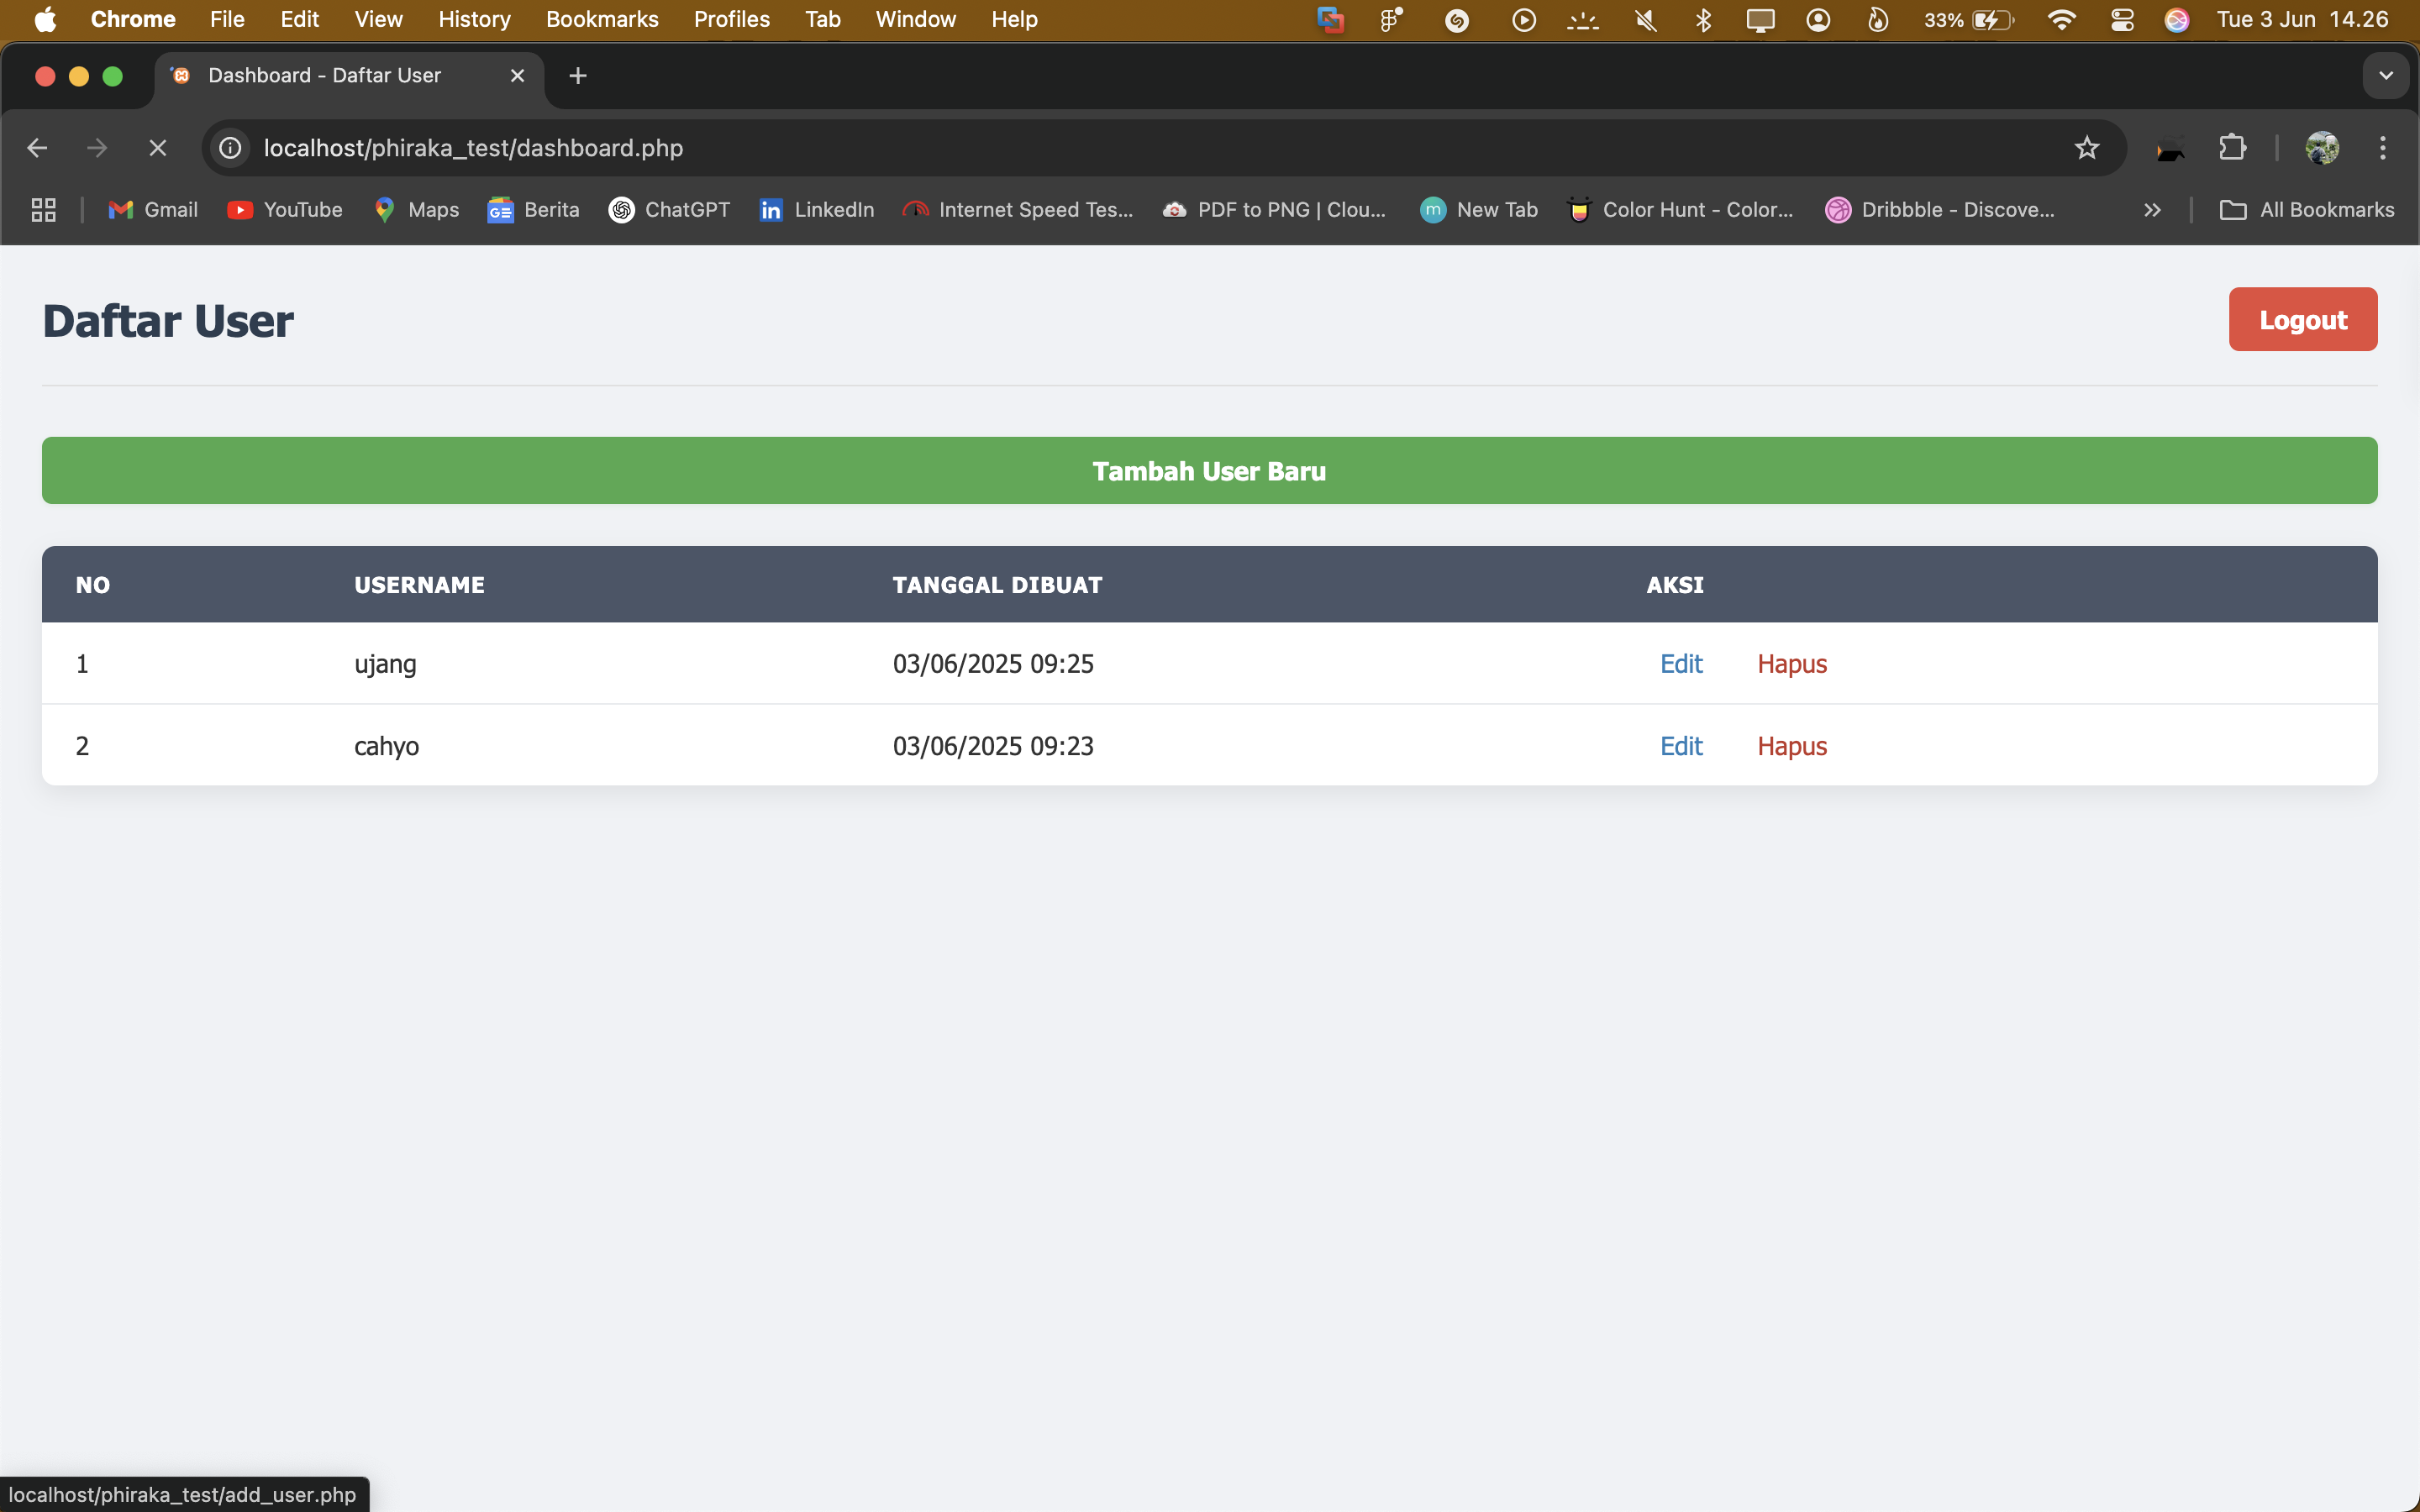 Chrome File Edit View History Bookmarks Profiles Tab Window Help 33% Tue 3 Jun 14.26
Dashboard - Daftar User
localhost/phiraka_test/dashboard.php
Gmail YouTube Maps Berita ChatGPT LinkedIn Internet Speed Tes... PDF to PNG | Clou... New Tab Color Hunt - Color... Dribbble - Discove... All Bookmarks
Daftar User Logout
Tambah User Baru
NO USERNAME TANGGAL DIBUAT AKSI
1 ujang 03/06/2025 09:25 Edit Hapus
2 cahyo 03/06/2025 09:23 Edit Hapus
localhost/phiraka_test/add_user.php